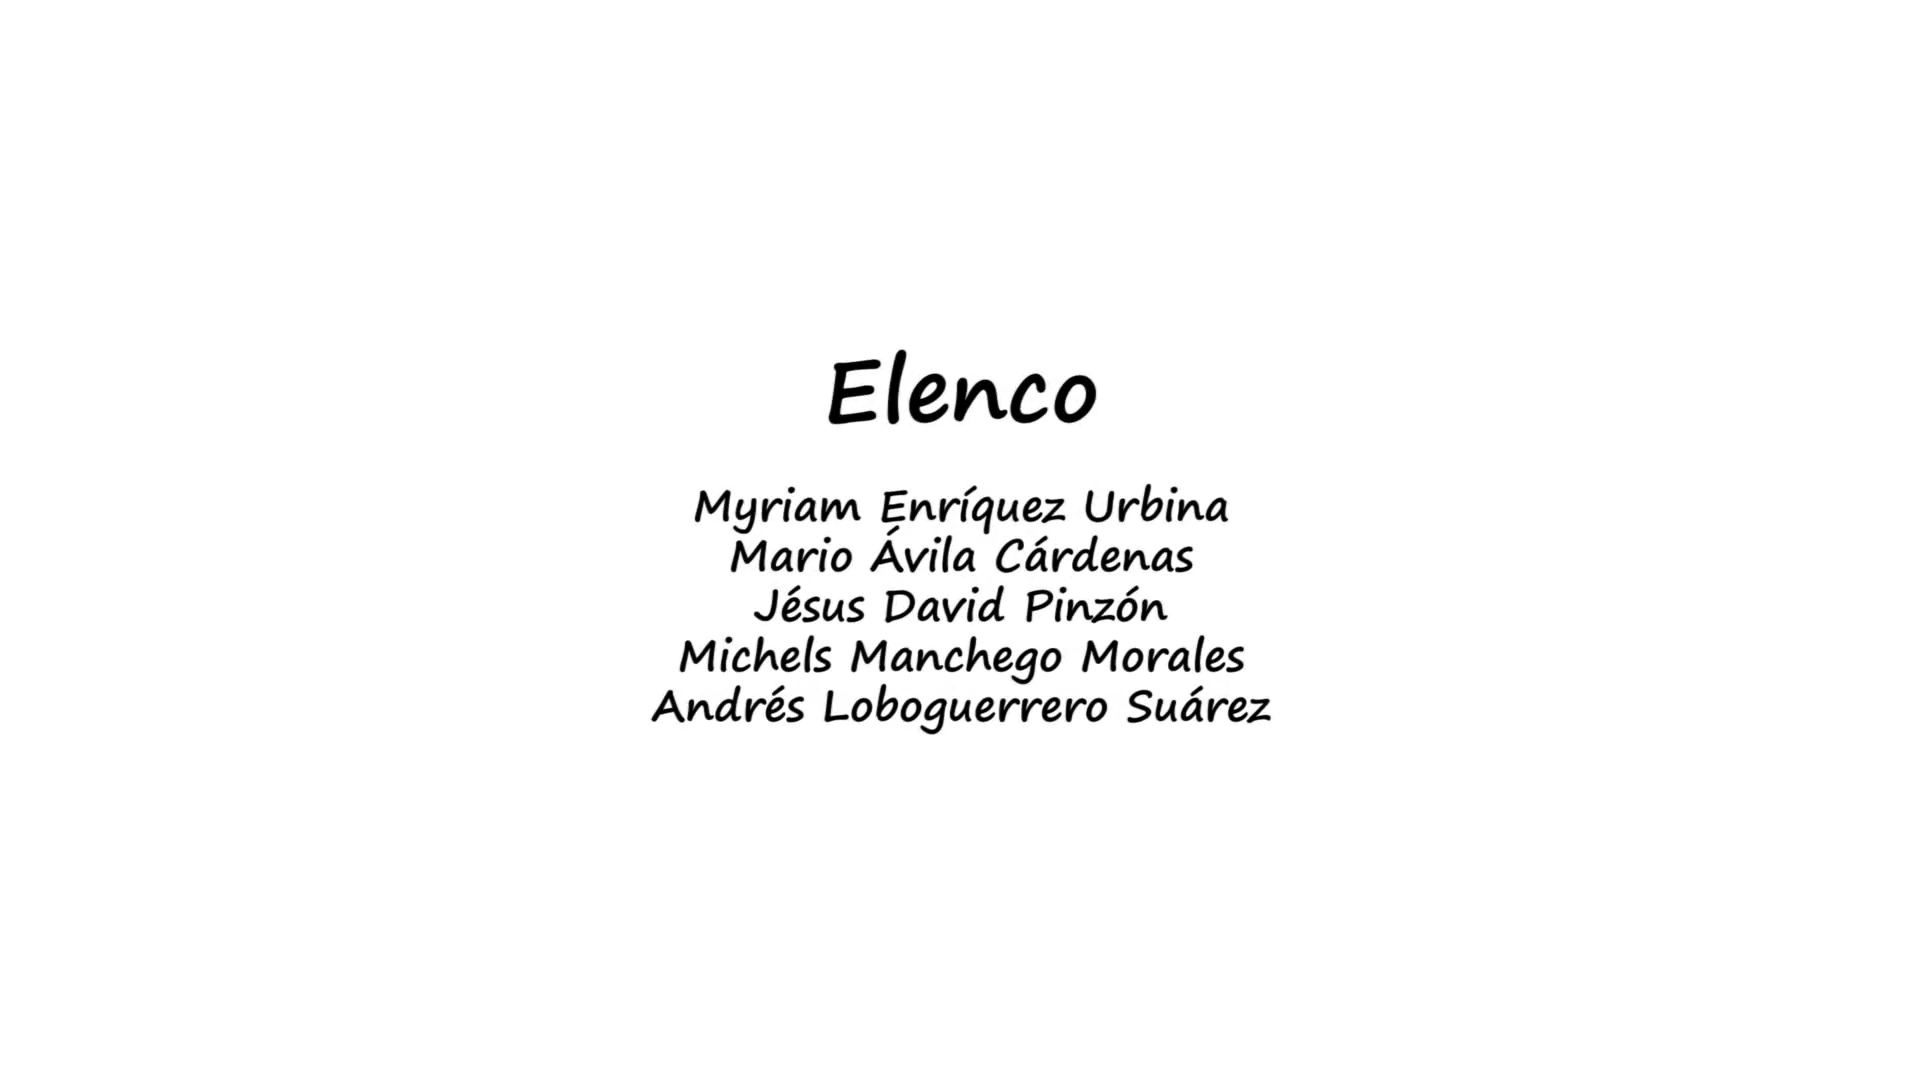 Elenco
Myriam Enríquez Urbina
Mario Ávila Cárdenas
Jésus David Pinzón
Michels Manchego Morales
Andrés Loboguerrero Suárez